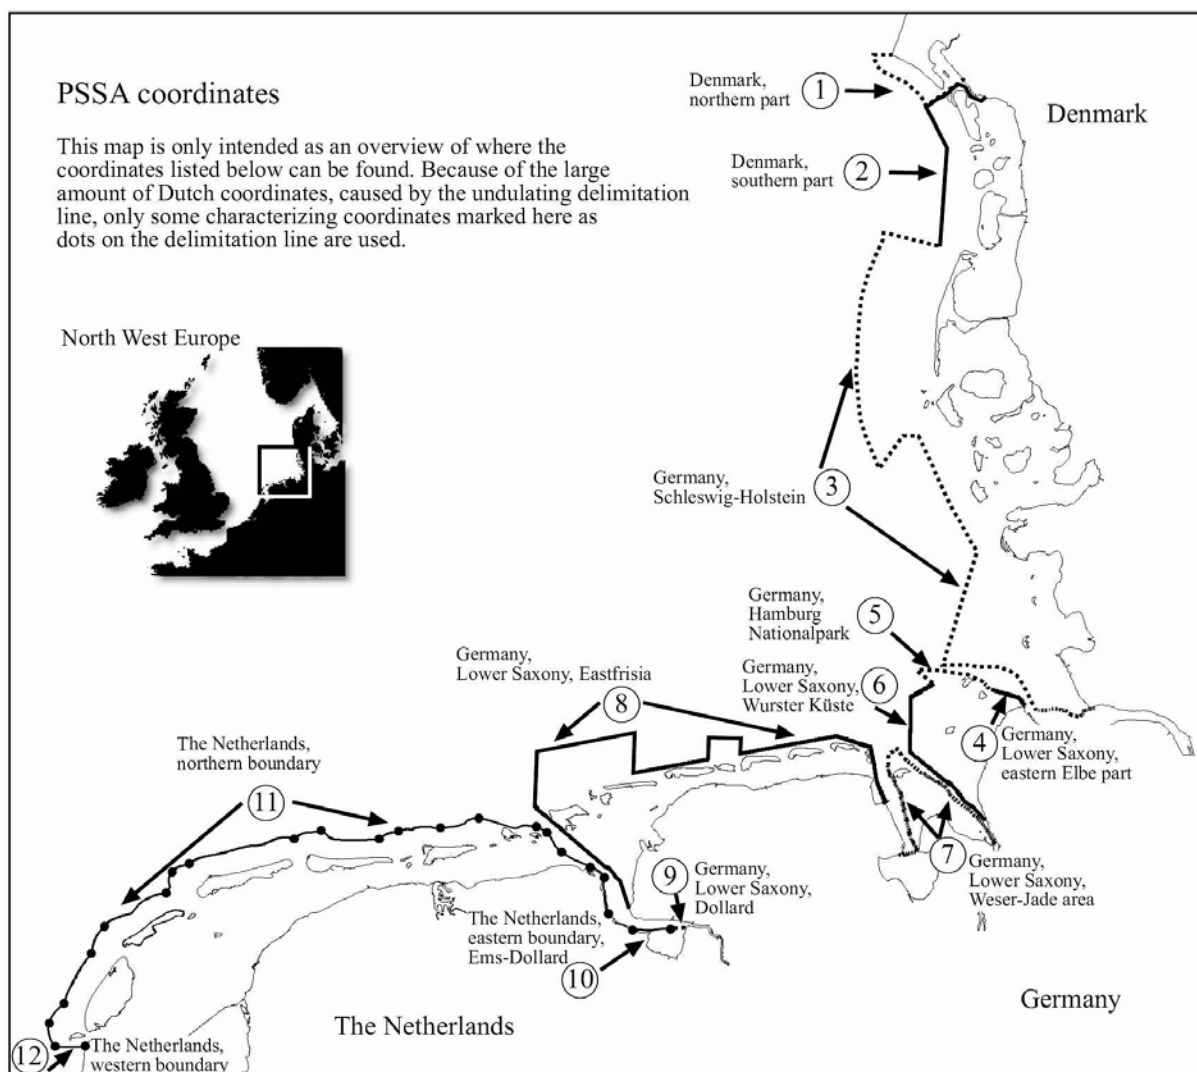 PSSA coordinates
This map is only intended as an overview of where the
coordinates listed below can be found. Because of the large
amount of Dutch coordinates, caused by the undulating delimitation
line, only some characterizing coordinates marked here as
dots on the delimitation line are used.
North West Europe
Denmark,
northern part
1
Denmark
Denmark,
southern part
2
Germany,
Schleswig-Holstein
3
Germany,
Hamburg
Nationalpark
5
Germany,
Lower Saxony, Eastfrisia
8
Germany,
Lower Saxony,
Wurster Küste
6
4
Germany,
Lower Saxony,
eastern Elbe part
The Netherlands,
northern boundary
11
7
Germany,
Lower Saxony,
Weser-Jade area
9
Germany,
Lower Saxony,
Dollard
The Netherlands,
eastern boundary,
Ems-Dollard
10
Germany
The Netherlands
12
The Netherlands,
western boundary